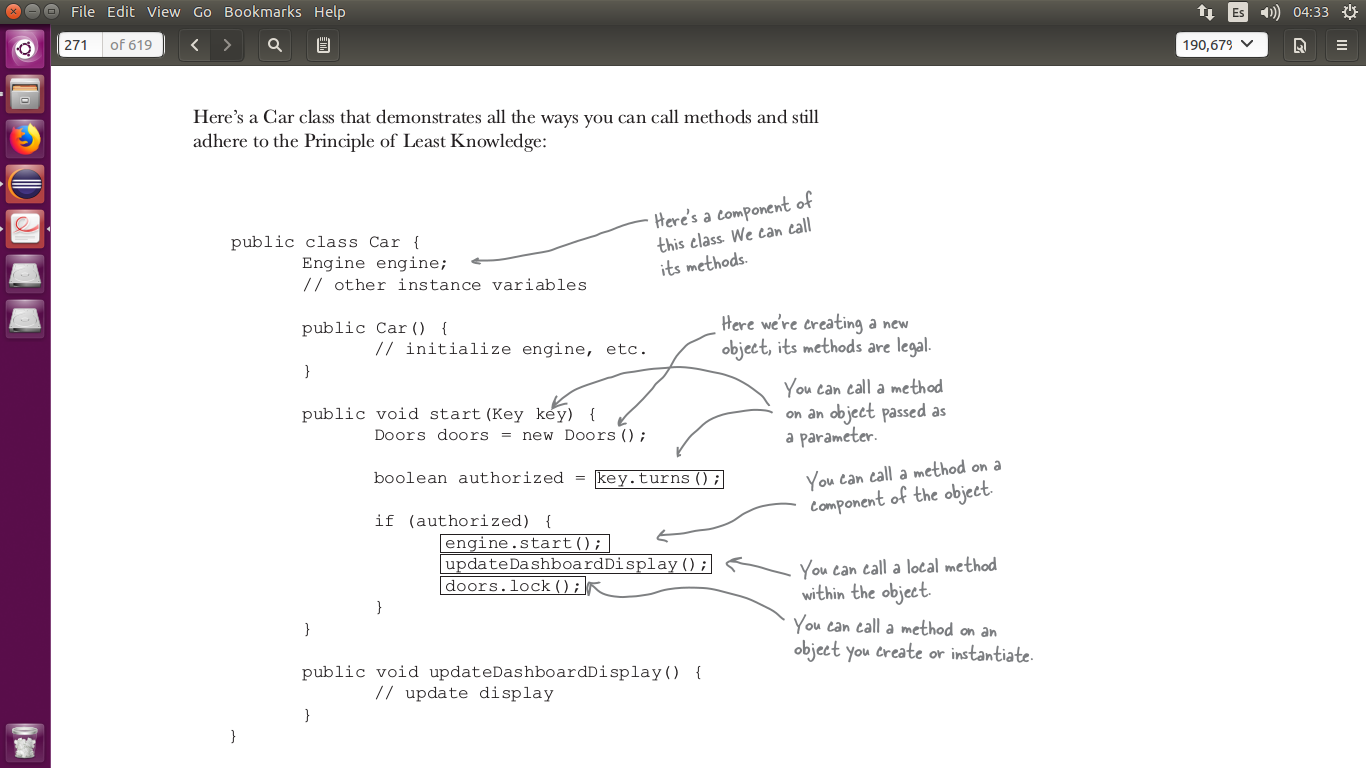 File Edit View Go Bookmarks Help
Es
04:33
271 of 619
190,67%
Here's a Car class that demonstrates all the ways you can call methods and still
adhere to the Principle of Least Knowledge:
Here's a component of
this class. We can call
its methods.
public class Car {
Engine engine;
// other instance variables
public Car() {
// initialize engine, etc.
}
Here we're creating a new
object, its methods are legal.
You can call a method
on an object passed as
a parameter.
public void start(Key key) {
Doors doors = new Doors();
boolean authorized = key.turns();
You can call a method on a
component of the object.
if (authorized) {
engine.start();
updateDashboardDisplay();
doors.lock();
}
}
You can call a local method
within the object.
You can call a method on an
object you create or instantiate.
public void updateDashboardDisplay() {
// update display
}
}